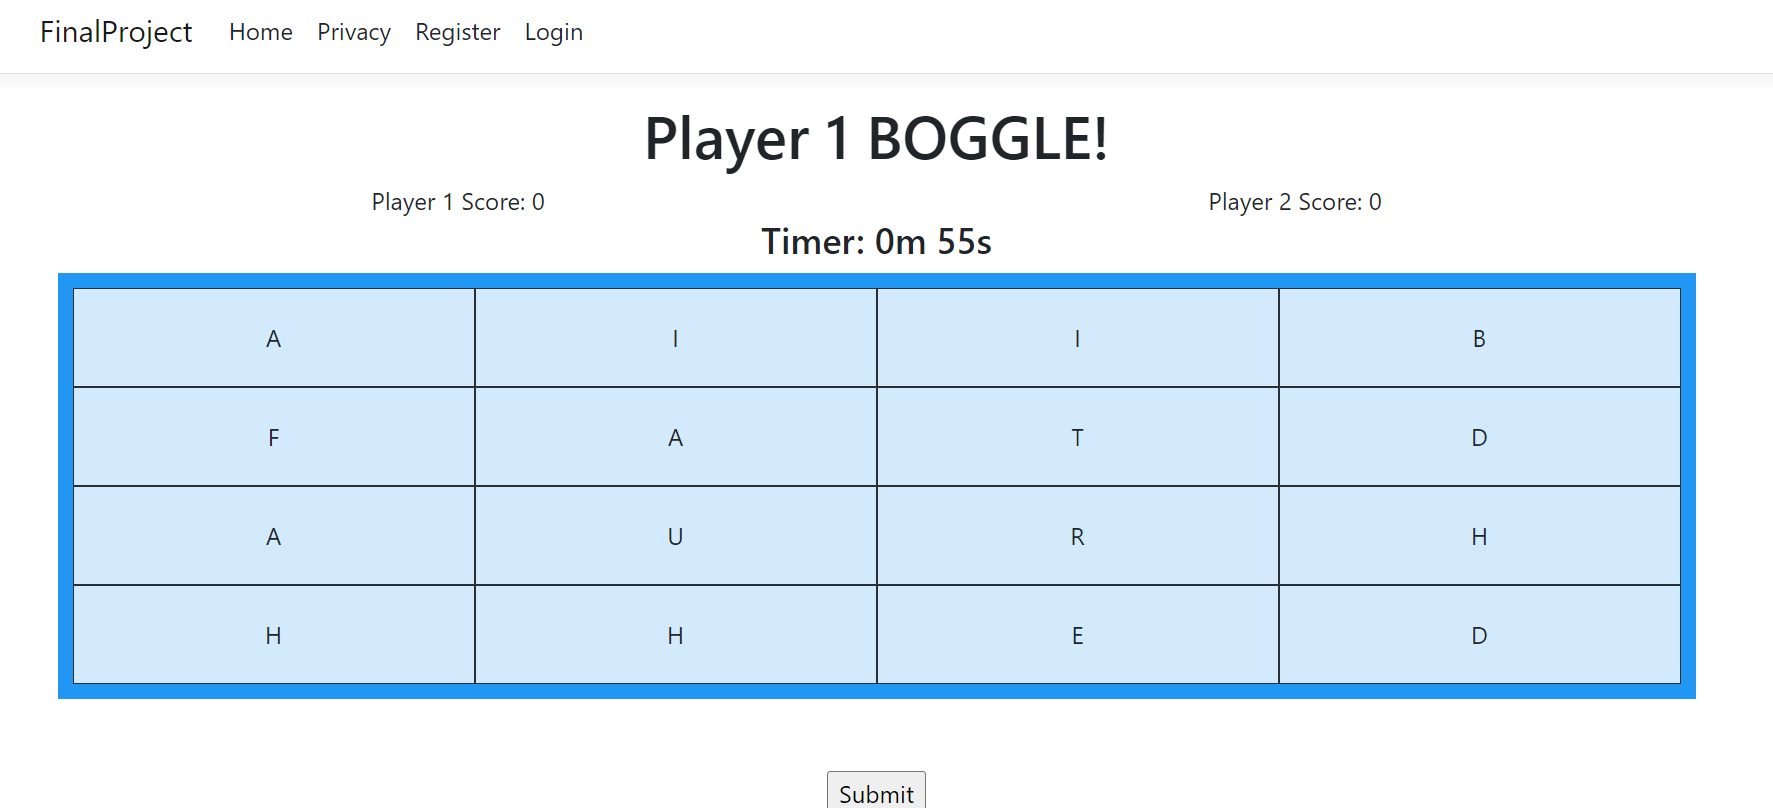 FinalProject Home Privacy Register Login
Player 1 BOGGLE!
Player 1 Score: 0 Player 2 Score: 0
Timer: 0m 55s
A I I B
F A T D
A U R H
H H E D
Submit